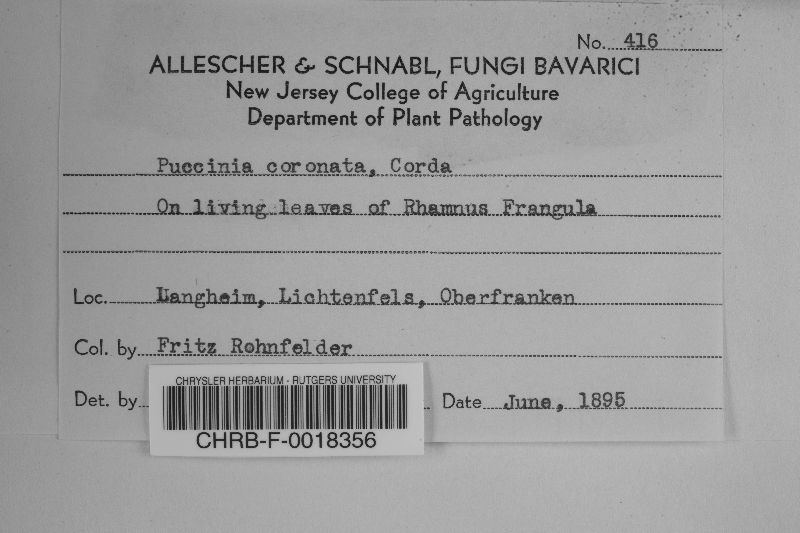 No. 416
ALLESCHER & SCHNABL, FUNGI BAVARICI
New Jersey College of Agriculture
Department of Plant Pathology
Puccinia coronata, Corda
On living leaves of Rhamnus Frangula
Loc. Langheim, Lichtenfels, Oberfranken
Col. by Fritz Rohnfelder
Det. by
Date June, 1895
CHRYSLER HERBARIUM - RUTGERS UNIVERSITY
CHRB-F-0018356